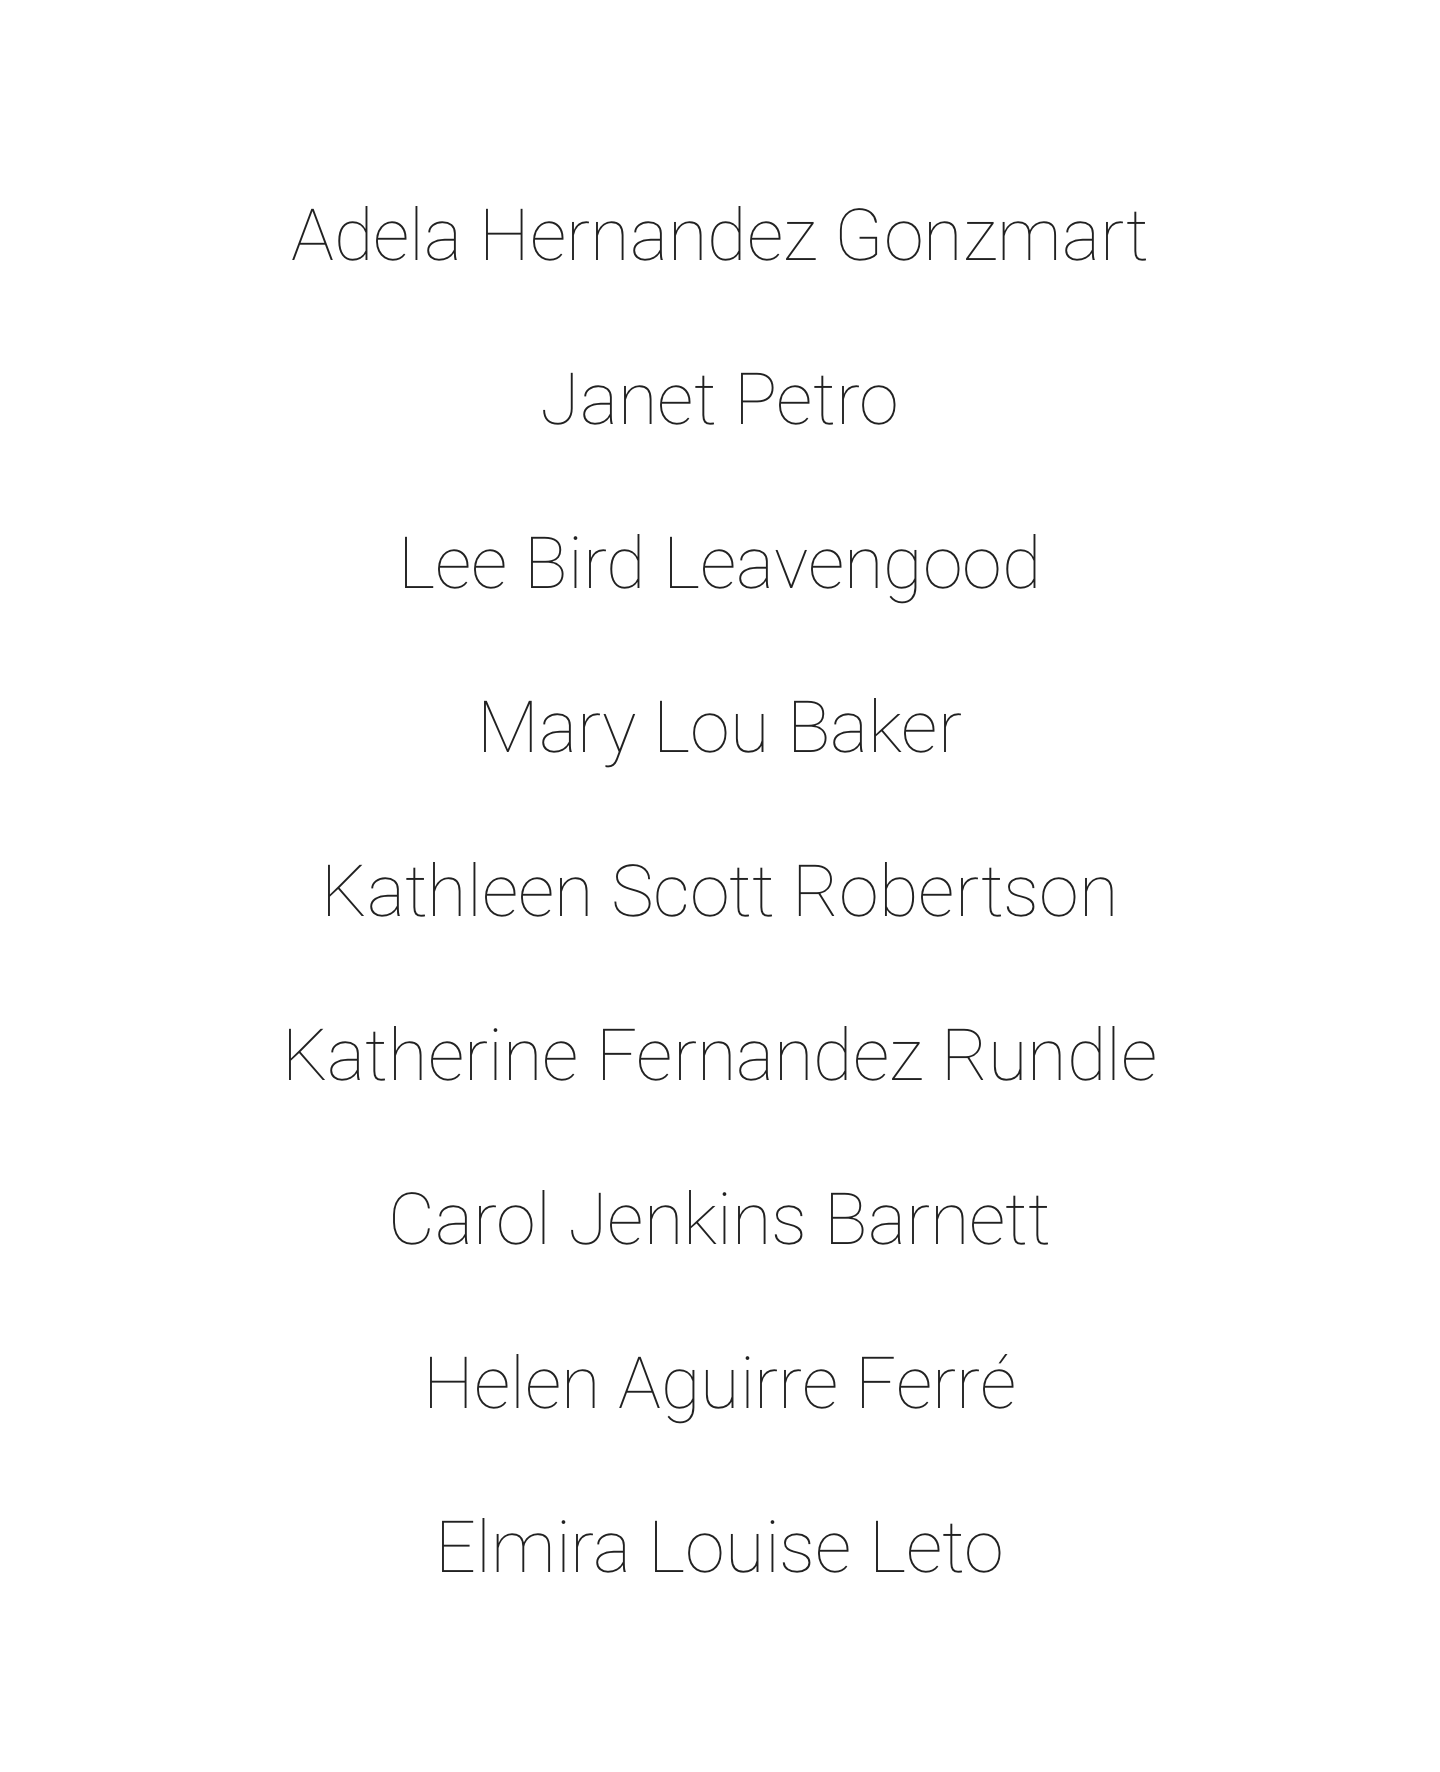 Adela Hernandez Gonzmart
Janet Petro
Lee Bird Leavengood
Mary Lou Baker
Kathleen Scott Robertson
Katherine Fernandez Rundle
Carol Jenkins Barnett
Helen Aguirre Ferré
Elmira Louise Leto